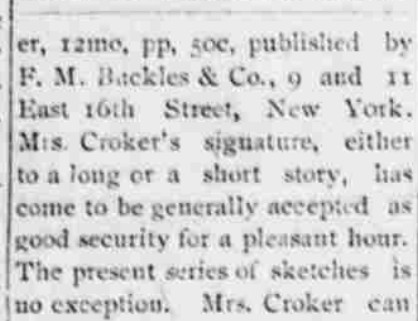 er, 12mo, pp, 50c, published by
F. M. Buckles & Co., 9 and 11
East 16th Street, New York.
Mrs. Croker's signature, either
to a long or a short story, has
come to be generally accepted as
good security for a pleasant hour.
The present series of sketches is
no exception. Mrs. Croker can